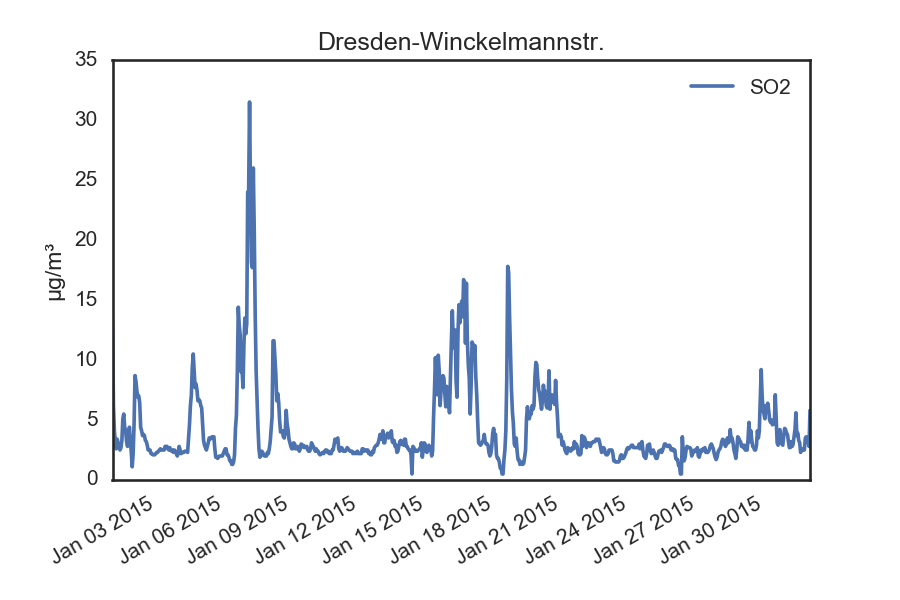 Dresden-Winckelmannstr.
SO2
µg/m³
35
30
25
20
15
10
5
0
Jan 03 2015
Jan 06 2015
Jan 09 2015
Jan 12 2015
Jan 15 2015
Jan 18 2015
Jan 21 2015
Jan 24 2015
Jan 27 2015
Jan 30 2015